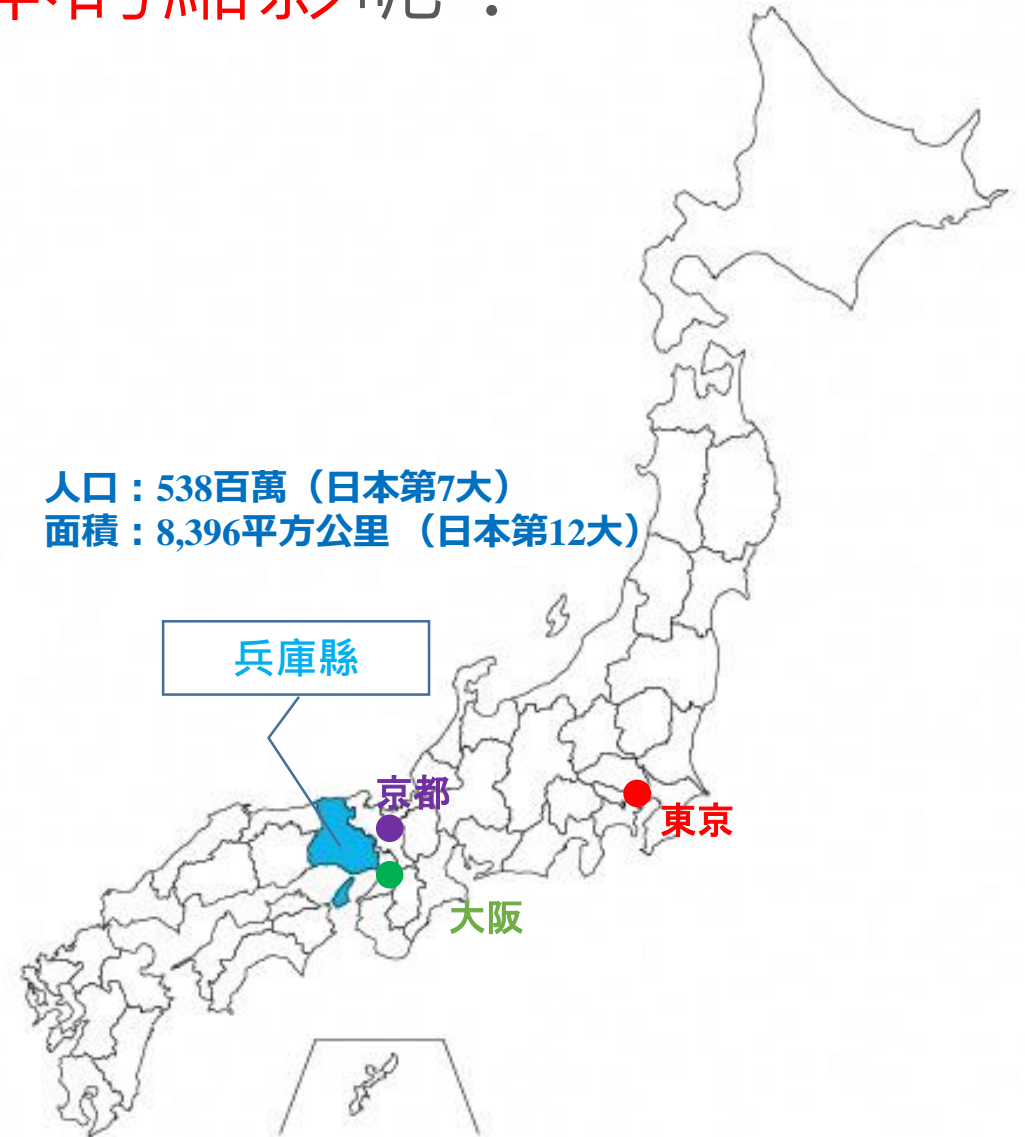 人口：538百萬（日本第7大）
面積：8,396平方公里 （日本第12大）
兵庫縣
京都
東京
大阪